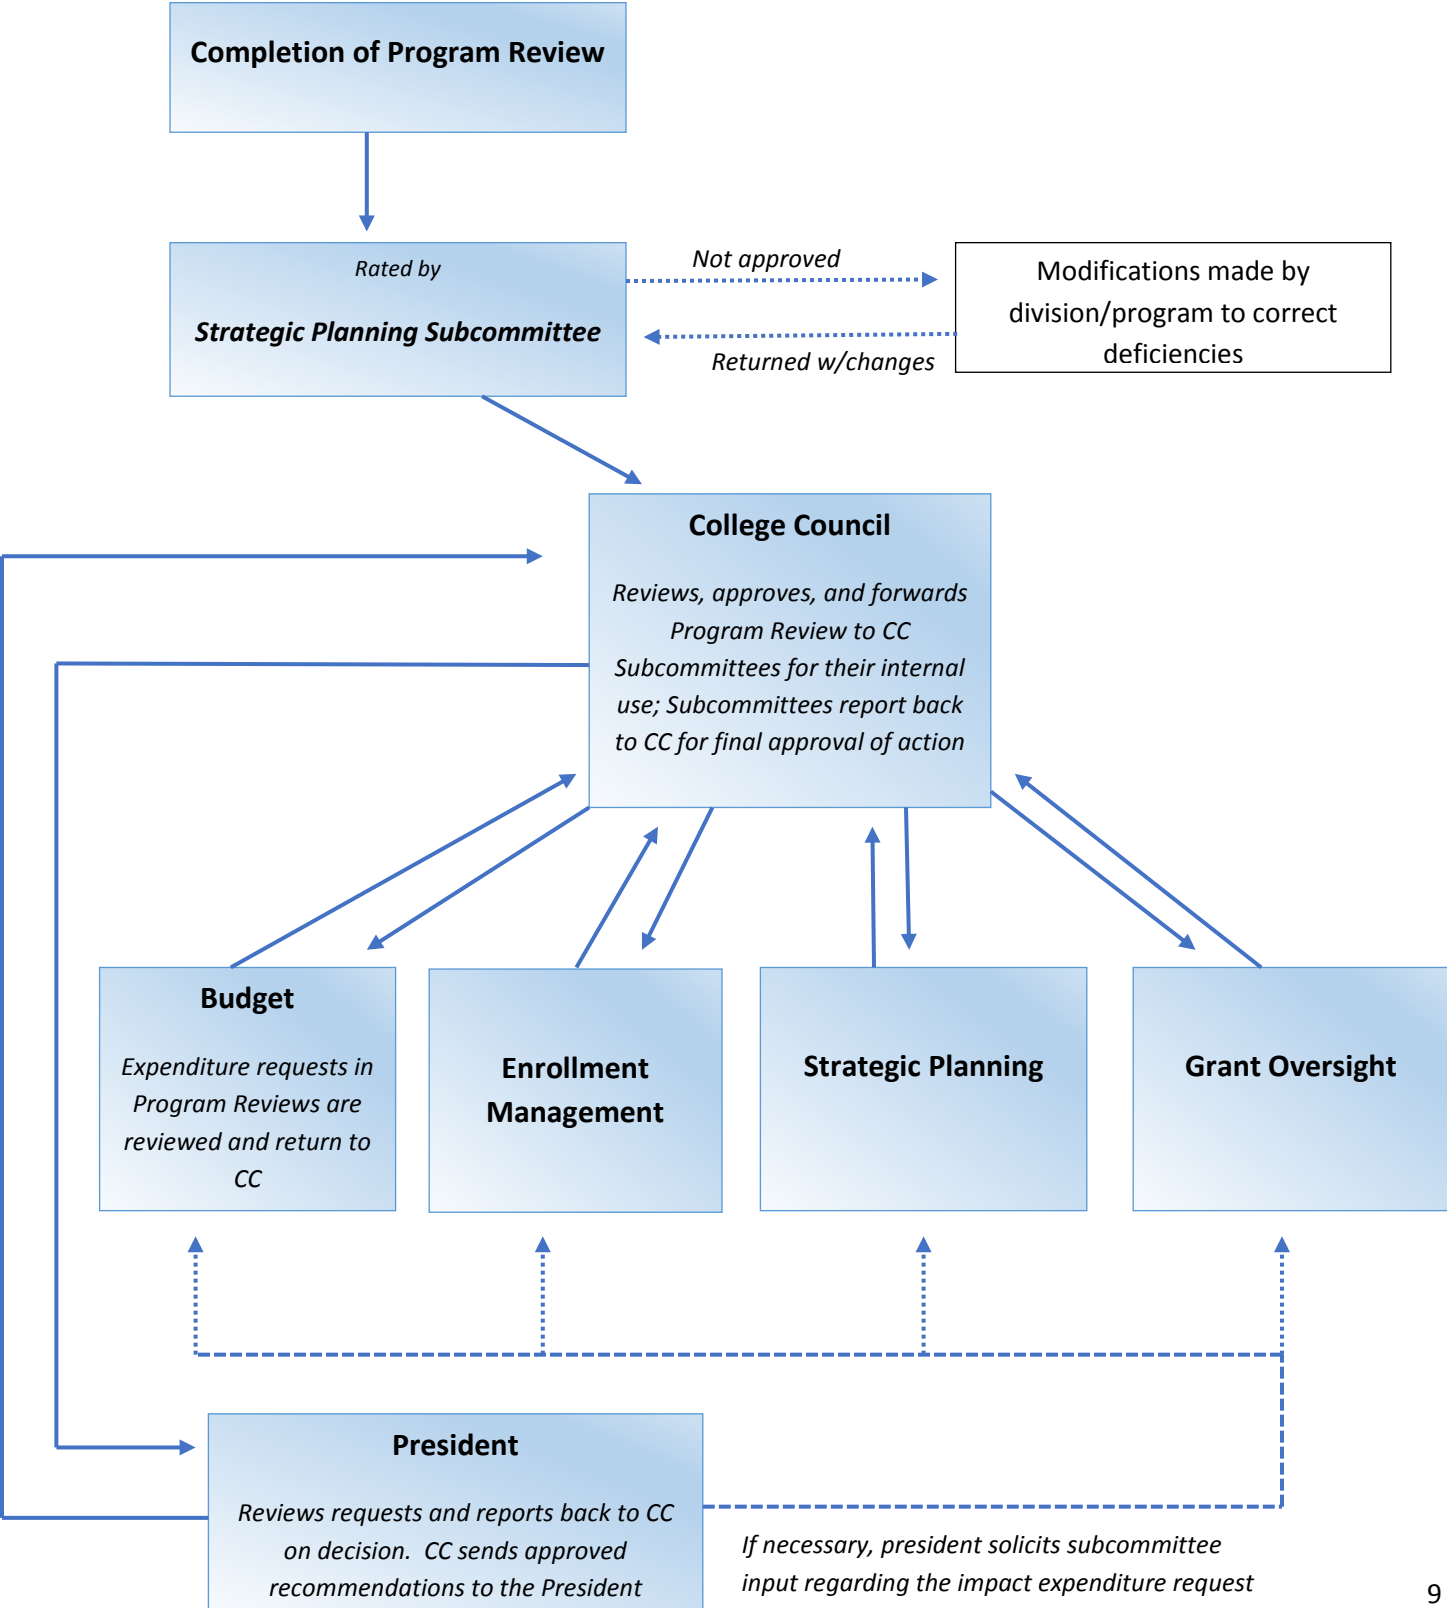 Completion of Program Review
Rated by
Strategic Planning Subcommittee
Not approved
Returned w/changes
Modifications made by
division/program to correct
deficiencies
College Council
Reviews, approves, and forwards
Program Review to CC
Subcommittees for their internal
use; Subcommittees report back
to CC for final approval of action
Budget
Expenditure requests in
Program Reviews are
reviewed and return to
CC
Enrollment
Management
Strategic Planning
Grant Oversight
President
Reviews requests and reports back to CC
on decision.  CC sends approved
recommendations to the President
If necessary, president solicits subcommittee
input regarding the impact expenditure request
9